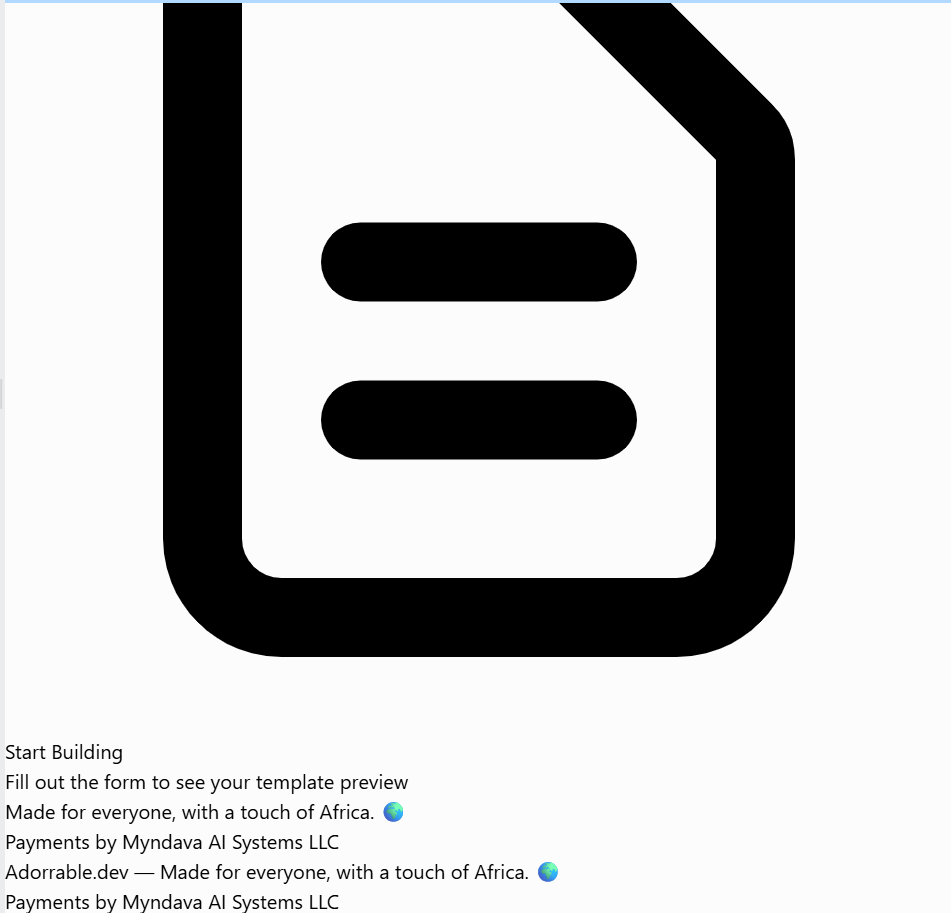 Start Building
Fill out the form to see your template preview
Made for everyone, with a touch of Africa. 🌍
Payments by Myndava AI Systems LLC
Adorrable.dev — Made for everyone, with a touch of Africa. 🌍
Payments by Myndava AI Systems LLC